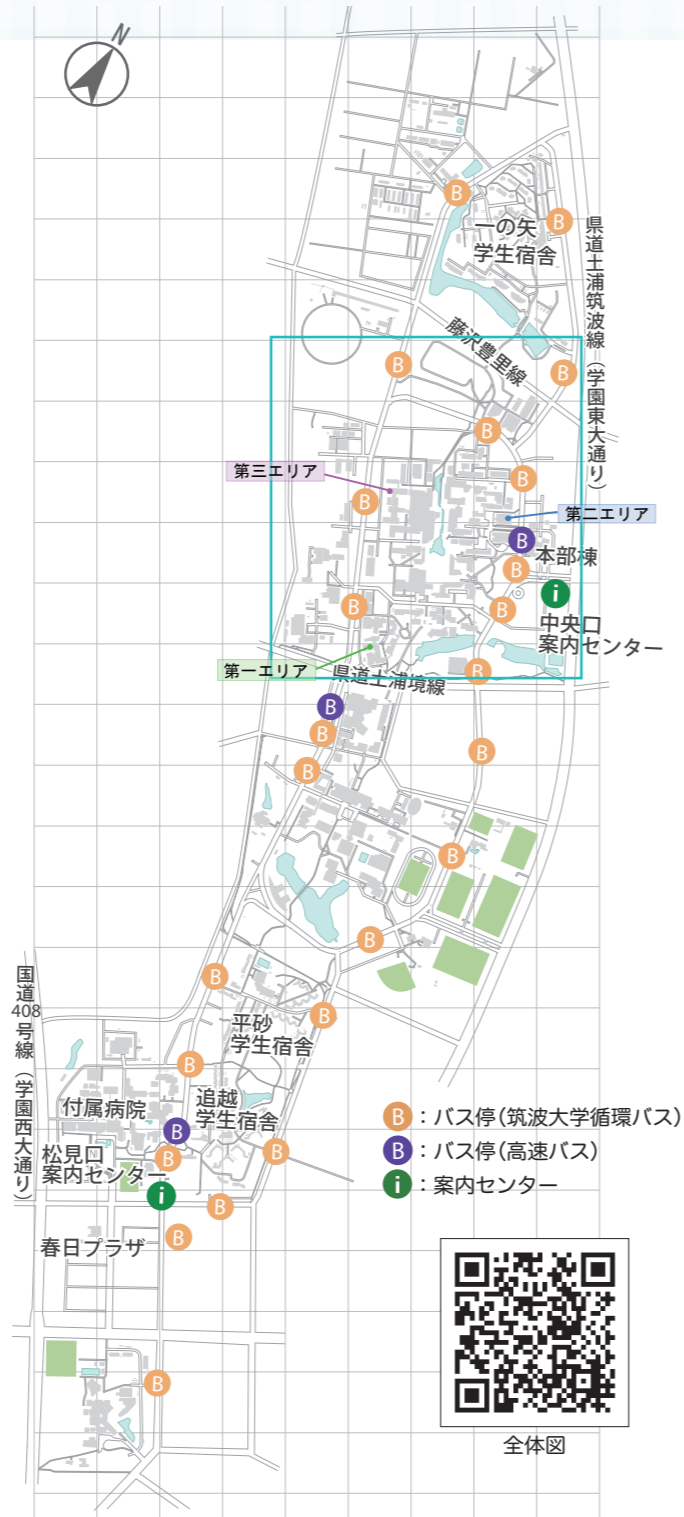 N
B
B
一の矢
学生宿舎
県道土浦筑波線（学園東大通り）
藤沢豊里線
B
B
B
第三エリア
B
B
第二エリア
B
本部棟
B
i
B
B
中央口
案内センター
第一エリア
B
県道土浦境線
B
B
B
B
B
B
B
国道408号線（学園西大通り）
B
平砂
学生宿舎
B
追越
学生宿舎
付属病院
B
B
B
松見口
案内センター
i
B
B
春日プラザ
B
B：バス停(筑波大学循環バス)
B：バス停(高速バス)
i：案内センター
全体図